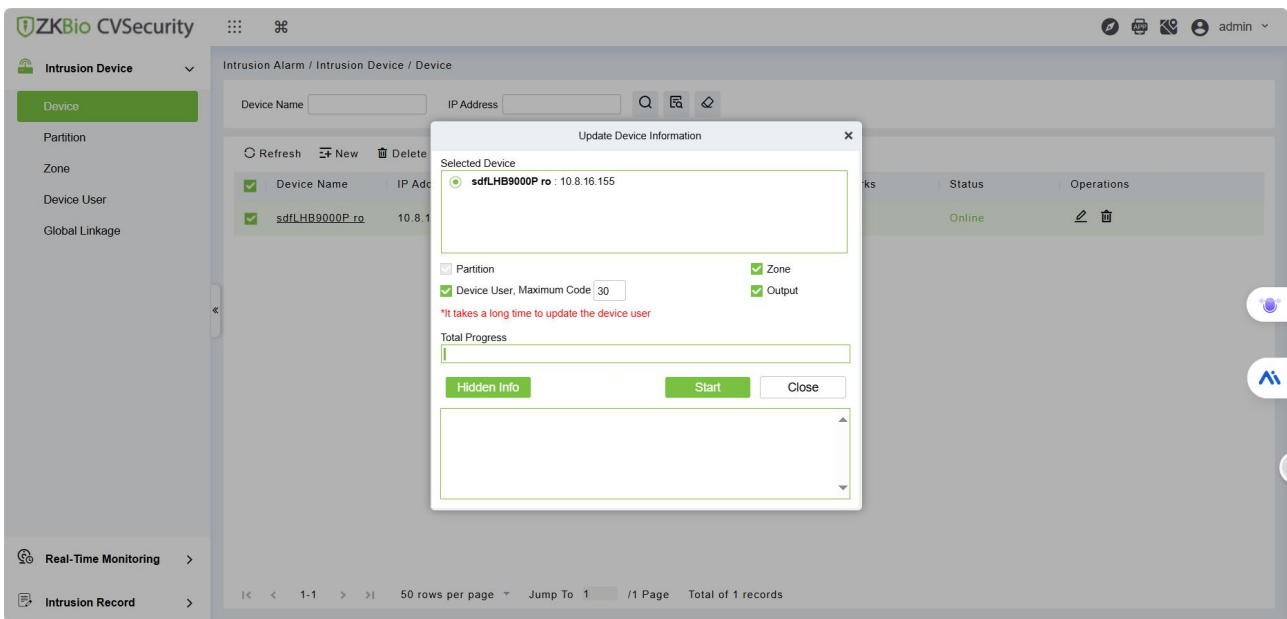 ZKBio CVSecurity
admin
Intrusion Device
Intrusion Alarm / Intrusion Device / Device
Device
Partition
Zone
Device User
Global Linkage
Device Name
IP Address
Refresh New Delete
Device Name IP Add ks Status Operations
sdfLHB9000P ro 10.8.1 Online
Update Device Information
Selected Device
sdfLHB9000P ro : 10.8.16.155
Partition Zone
Device User, Maximum Code 30 Output
*It takes a long time to update the device user
Total Progress
Hidden Info Start Close
Real-Time Monitoring
Intrusion Record
1-1 50 rows per page Jump To 1 /1 Page Total of 1 records